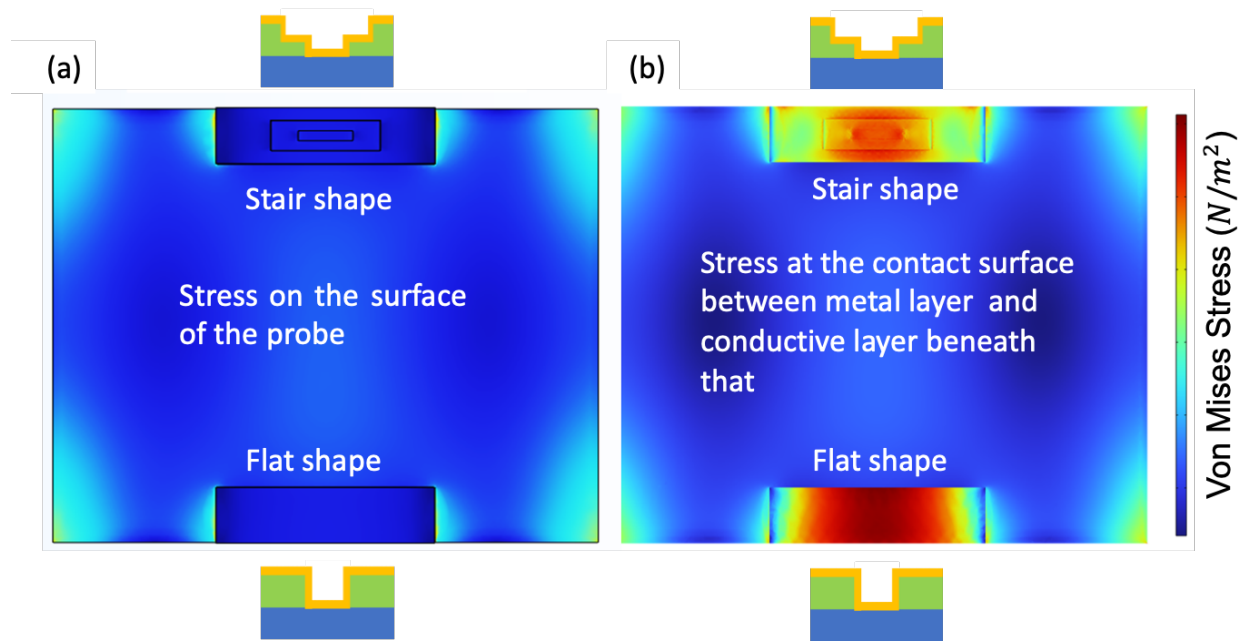 (a)
(b)
Stair shape
Stress on the surface
of the probe
Flat shape
Stair shape
Stress at the contact surface
between metal layer and
conductive layer beneath
that
Flat shape
Von Mises Stress (N/m²)